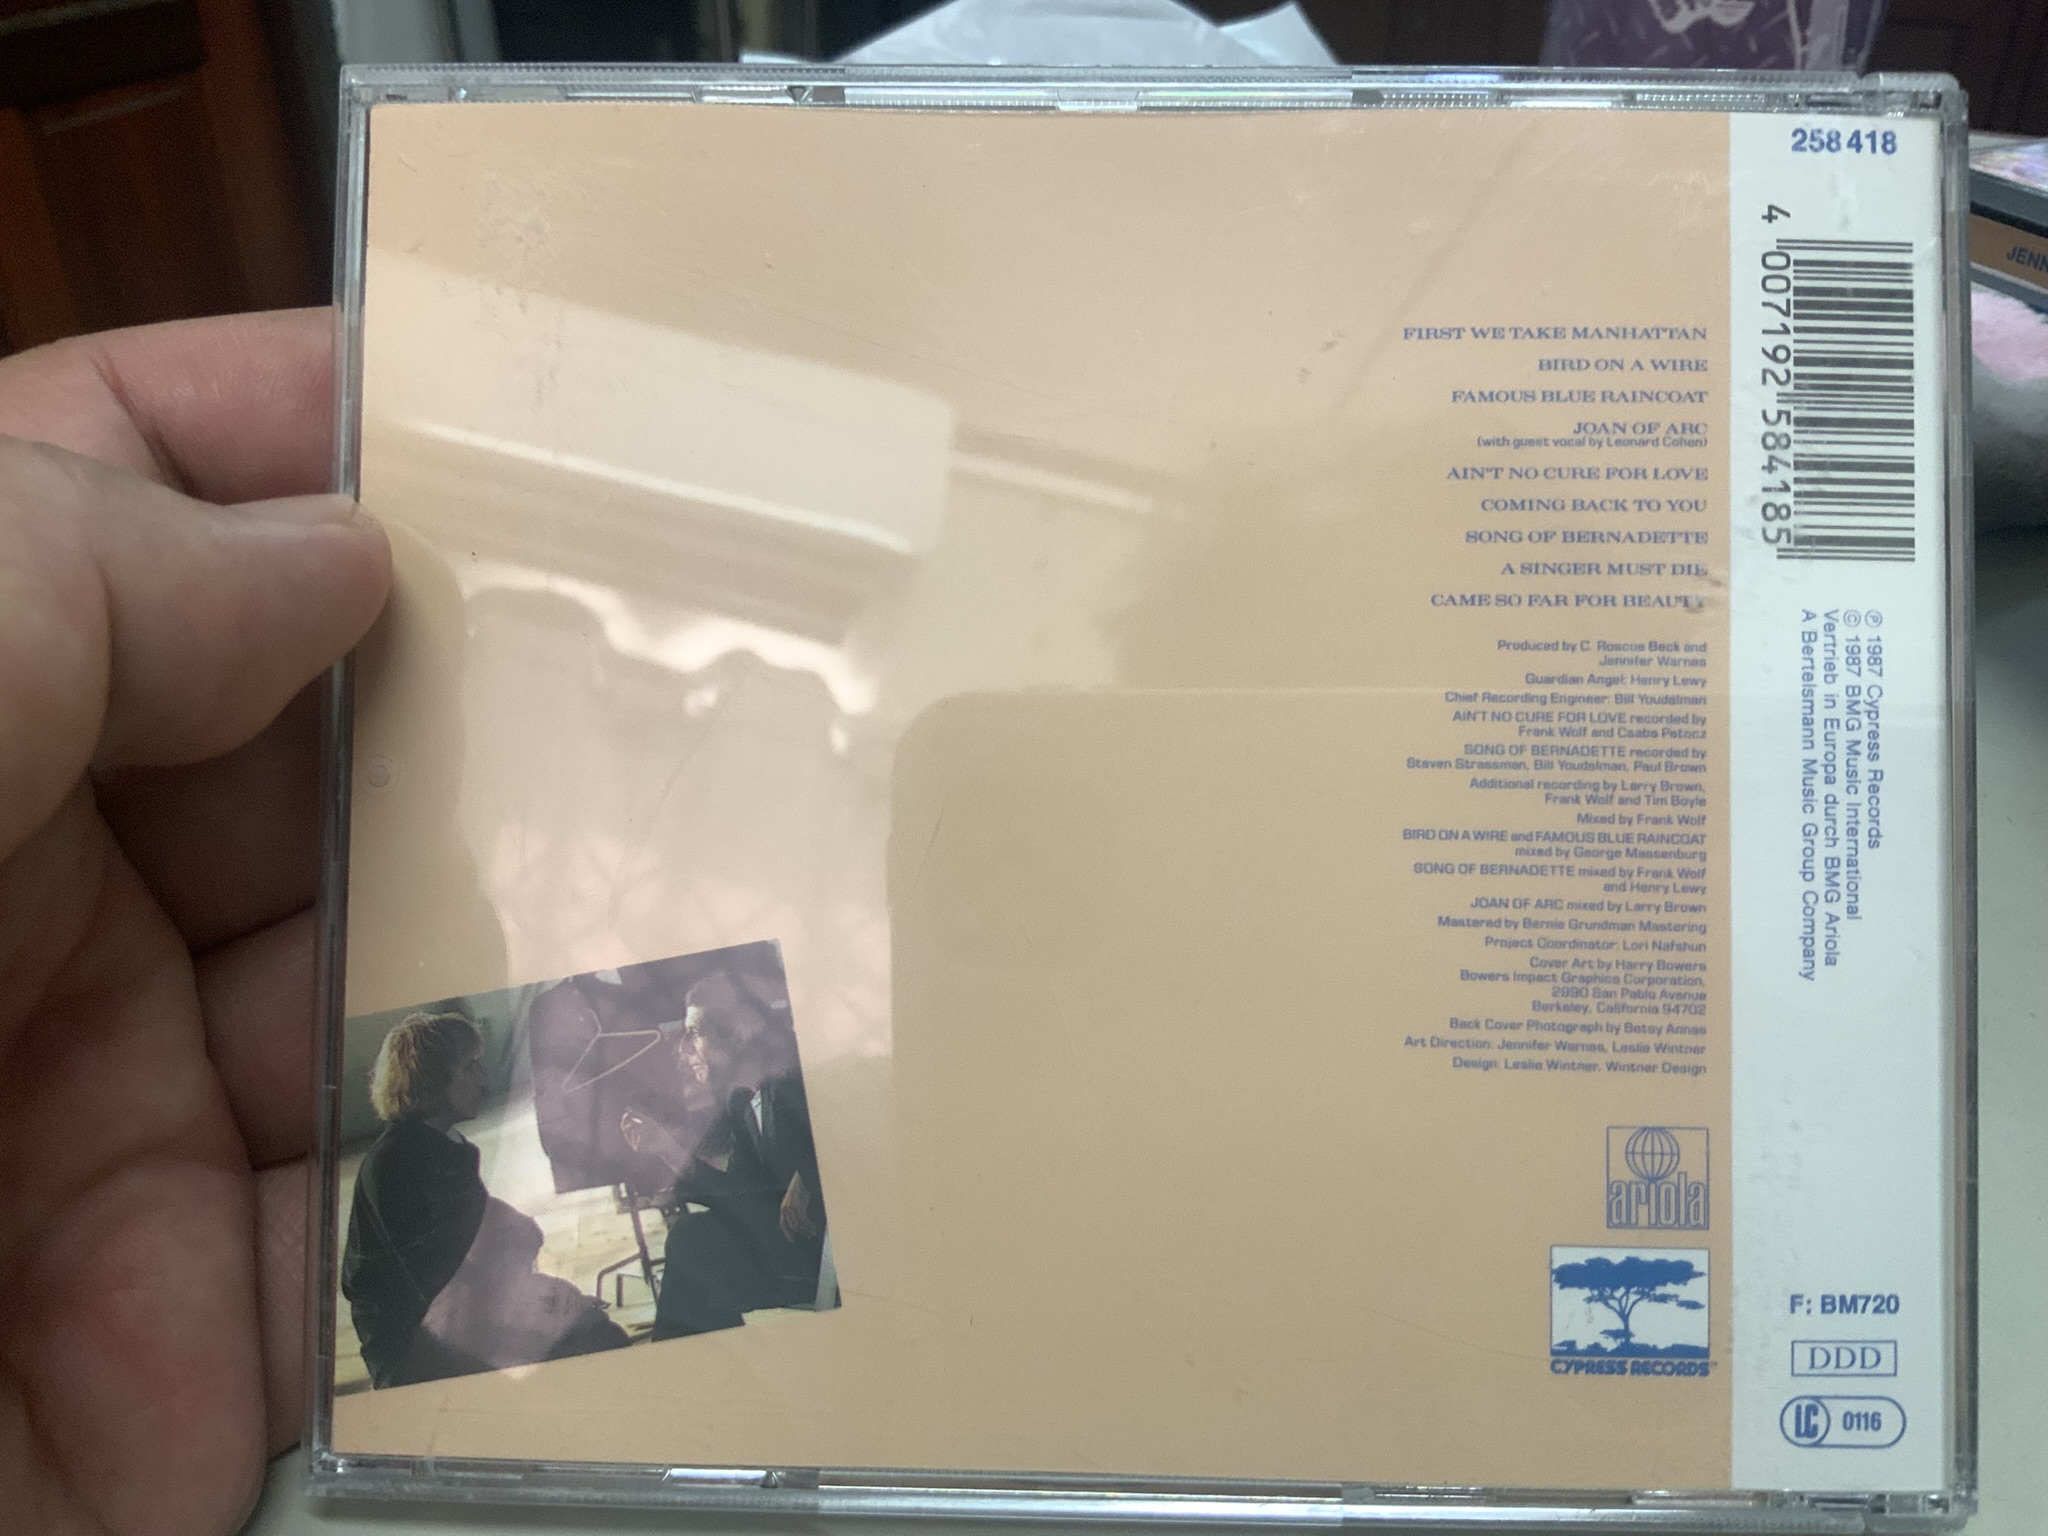 258 418
4 007192 584185
FIRST WE TAKE MANHATTAN
BIRD ON A WIRE
FAMOUS BLUE RAINCOAT
JOAN OF ARC
(with guest vocal by Leonard Cohen)
AIN'T NO CURE FOR LOVE
COMING BACK TO YOU
SONG OF BERNADETTE
A SINGER MUST DIE
CAME SO FAR FOR BEAUTY
Produced by C. Roscoe Beck and
Jennifer Warnes
Guardian Angel: Henry Lewy
Chief Recording Engineer: Bill Youdelman
AIN'T NO CURE FOR LOVE recorded by
Frank Wolf and Csaba Petocz
SONG OF BERNADETTE recorded by
Steven Strassman, Bill Youdelman, Paul Brown
Additional recording by Larry Brown,
Frank Wolf and Tim Boyle
Mixed by Frank Wolf
BIRD ON A WIRE and FAMOUS BLUE RAINCOAT
mixed by George Massenburg
SONG OF BERNADETTE mixed by Frank Wolf
and Henry Lewy
JOAN OF ARC mixed by Larry Brown
Mastered by Bernie Grundman Mastering
Project Coordinator: Lori Nafshun
Cover Art by Harry Bowers
Bowers Impact Graphics Corporation,
2990 San Pablo Avenue
Berkeley, California 94702
Back Cover Photograph by Betsy Annas
Art Direction: Jennifer Warnes, Leslie Wintner
Design: Leslie Wintner, Wintner Design
ariola
CYPRESS RECORDS™
℗ 1987 Cypress Records
© 1987 BMG Music International
Vertrieb in Europa durch BMG Ariola
A Bertelsmann Music Group Company
F: BM720
DDD
LC 0116
JENN